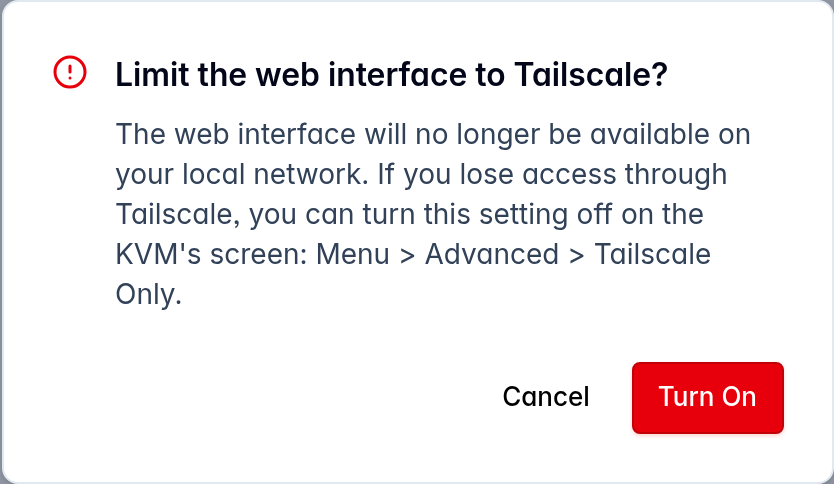 Limit the web interface to Tailscale?
The web interface will no longer be available on
your local network. If you lose access through
Tailscale, you can turn this setting off on the
KVM's screen: Menu > Advanced > Tailscale
Only.
Cancel
Turn On